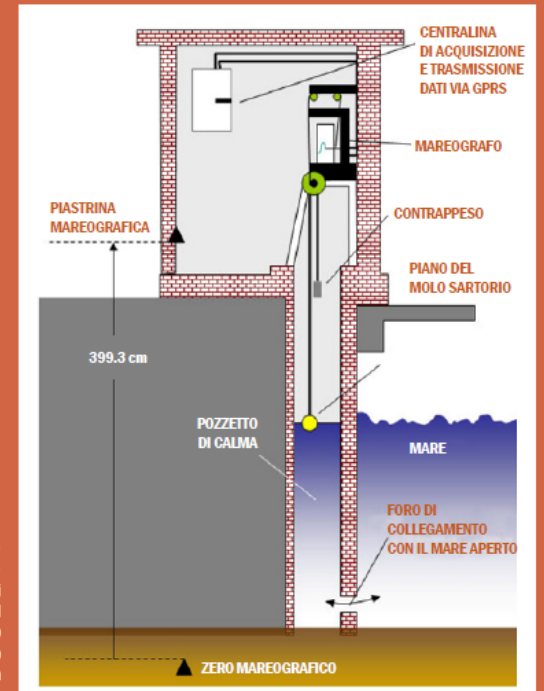 CENTRALINA
DI ACQUISIZIONE
E TRASMISSIONE
DATI VIA GPRS
MAREOGRAFO
PIASTRINA
MAREOGRAFICA
CONTRAPPESO
PIANO DEL
MOLO SARTORIO
399.3 cm
POZZETTO
DI CALMA
MARE
FORO DI
COLLEGAMENTO
CON IL MARE APERTO
ZERO MAREOGRAFICO